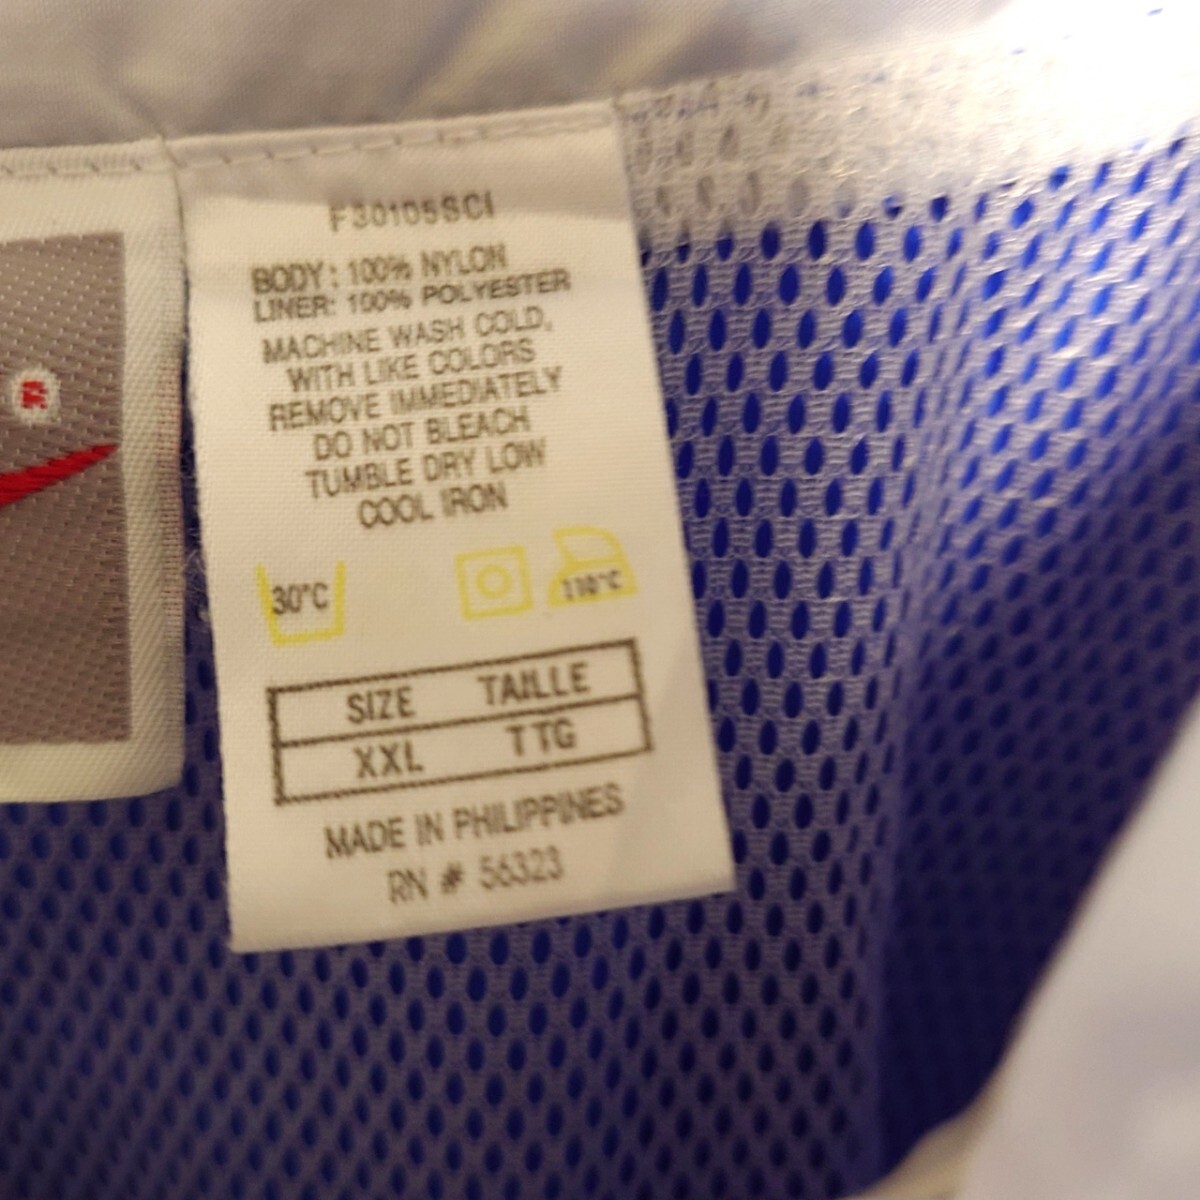 F30105SCI
BODY: 100% NYLON
LINER: 100% POLYESTER
MACHINE WASH COLD,
WITH LIKE COLORS
REMOVE IMMEDIATELY
DO NOT BLEACH
TUMBLE DRY LOW
COOL IRON
30°C 110°C
SIZE TAILLE
XXL TTG
MADE IN PHILIPPINES
RN # 56323
®